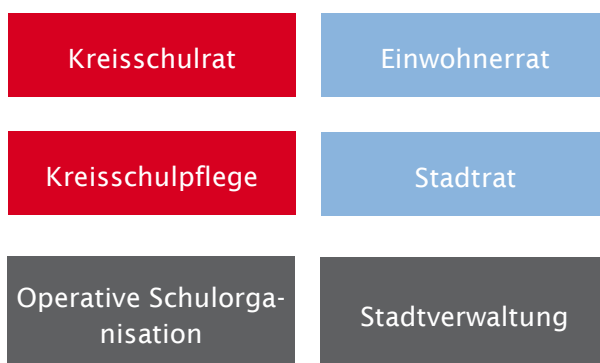 Kreisschulrat
Einwohnerrat
Kreisschulpflege
Stadtrat
Operative Schulorga-
nisation
Stadtverwaltung